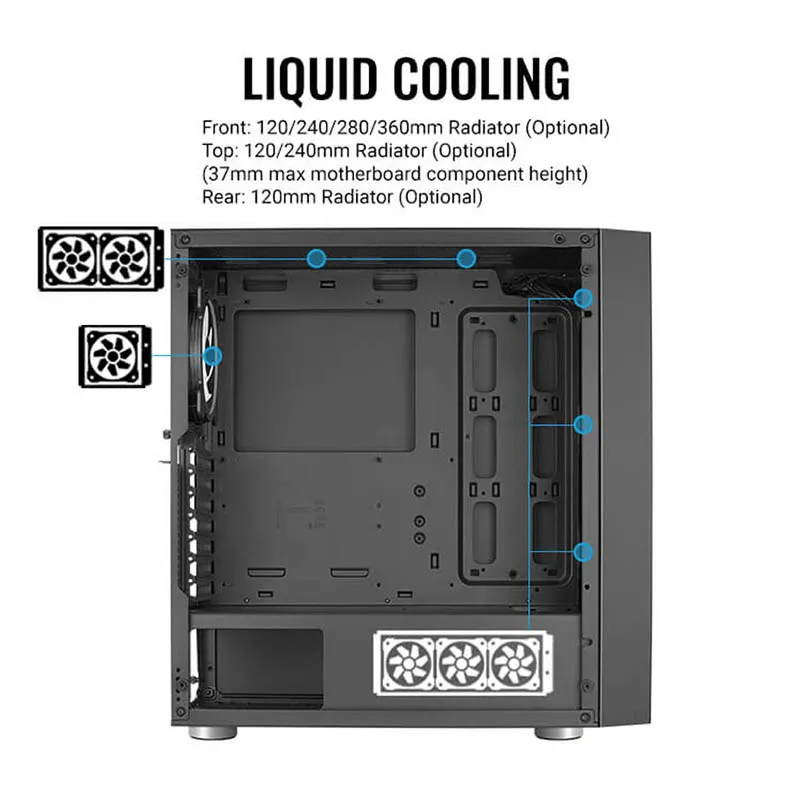 LIQUID COOLING
Front: 120/240/280/360mm Radiator (Optional)
Top: 120/240mm Radiator (Optional)
(37mm max motherboard component height)
Rear: 120mm Radiator (Optional)